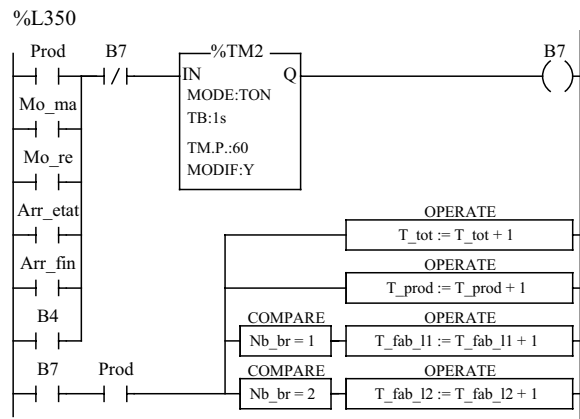 %L350
Prod B7 %TM2 B7
IN Q
MODE:TON
Mo_ma
TB:1s
TM.P.:60
Mo_re
MODIF:Y
Arr_etat OPERATE
T_tot := T_tot + 1
Arr_fin OPERATE
T_prod := T_prod + 1
B4 COMPARE OPERATE
Nb_br = 1 T_fab_l1 := T_fab_l1 + 1
B7 Prod COMPARE OPERATE
Nb_br = 2 T_fab_l2 := T_fab_l2 + 1